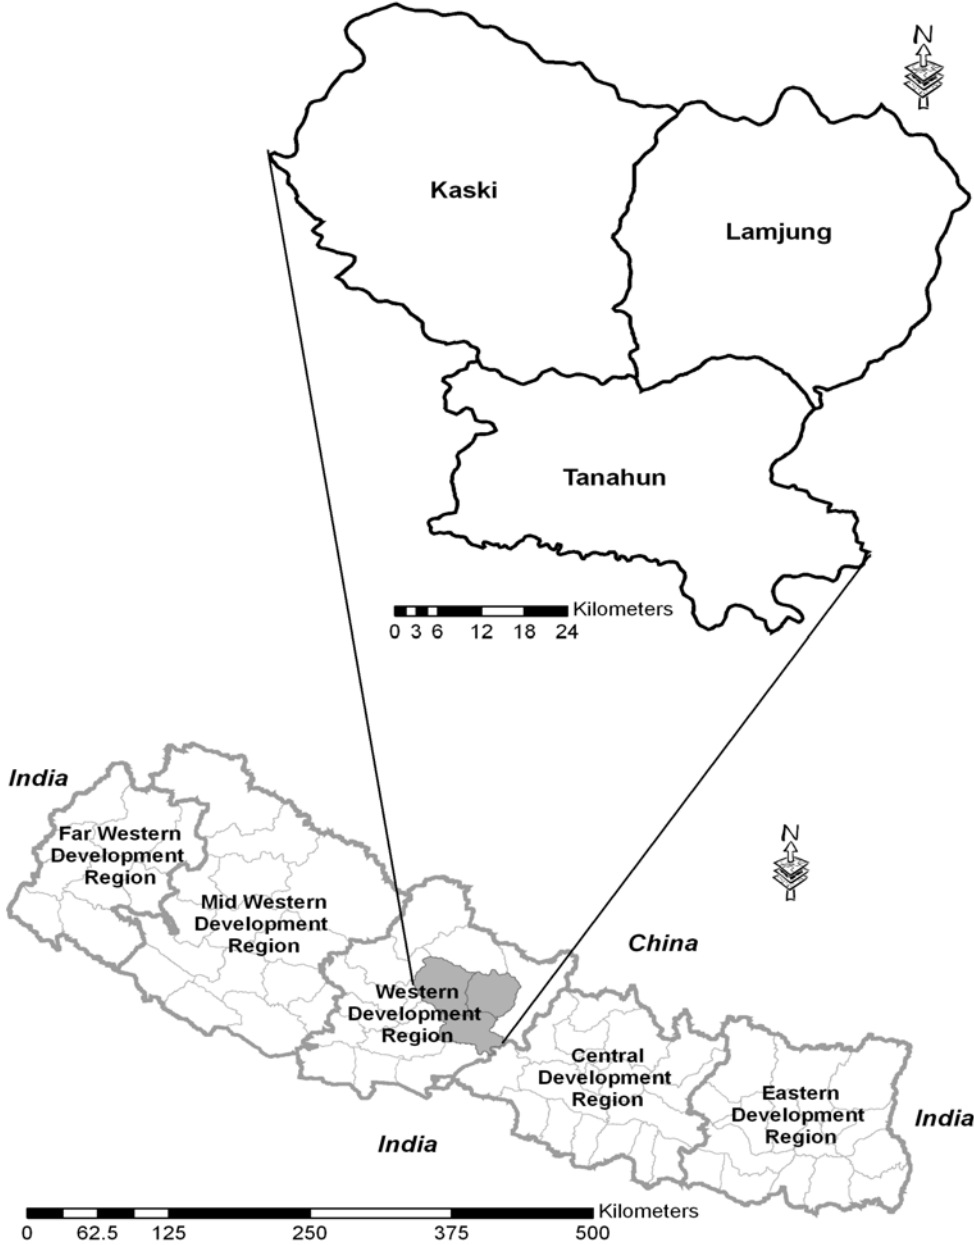 N
Kaski
Lamjung
Tanahun
Kilometers
0 3 6 12 18 24
India
Far Western
Development
Region
N
Mid Western
Development
Region
China
Western
Development
Region
Central
Development
Region
Eastern
Development
Region
India
India
Kilometers
0 62.5 125 250 375 500